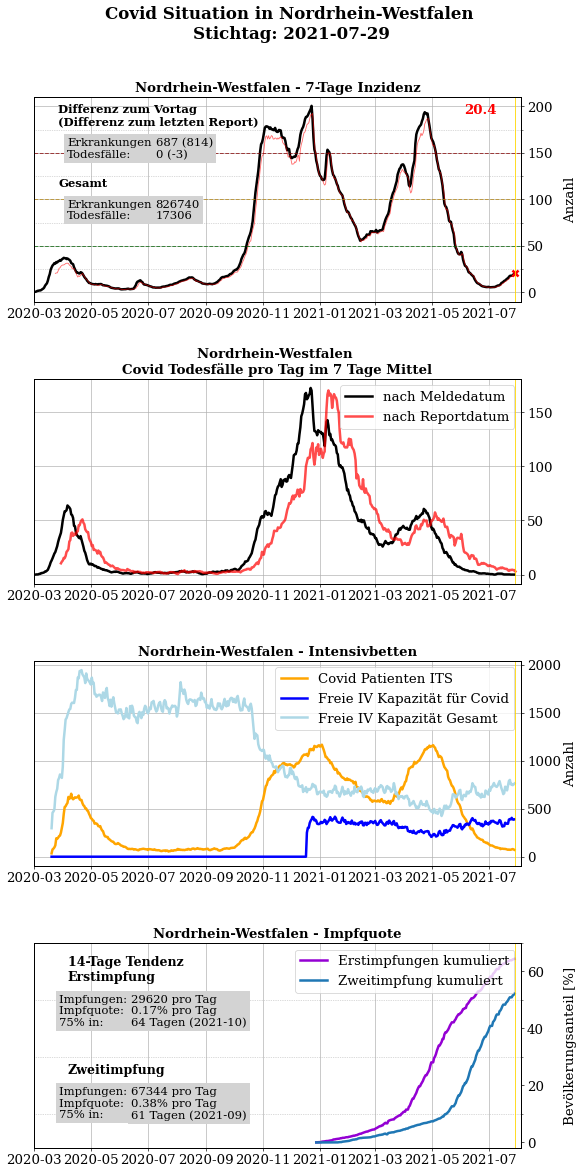 Covid Situation in Nordrhein-Westfalen
Stichtag: 2021-07-29
Nordrhein-Westfalen - 7-Tage Inzidenz
Differenz zum Vortag
(Differenz zum letzten Report)
Erkrankungen 687 (814)
Todesfälle: 0 (-3)
Gesamt
Erkrankungen 826740
Todesfälle: 17306
20.4
200
150
100
50
0
Anzahl
2020-03 2020-05 2020-07 2020-09 2020-11 2021-01 2021-03 2021-05 2021-07
Nordrhein-Westfalen
Covid Todesfälle pro Tag im 7 Tage Mittel
nach Meldedatum
nach Reportdatum
150
100
50
0
2020-03 2020-05 2020-07 2020-09 2020-11 2021-01 2021-03 2021-05 2021-07
Nordrhein-Westfalen - Intensivbetten
Covid Patienten ITS
Freie IV Kapazität für Covid
Freie IV Kapazität Gesamt
2000
1500
1000
500
0
Anzahl
2020-03 2020-05 2020-07 2020-09 2020-11 2021-01 2021-03 2021-05 2021-07
Nordrhein-Westfalen - Impfquote
14-Tage Tendenz
Erstimpfung
Impfungen: 29620 pro Tag
Impfquote: 0.17% pro Tag
75% in: 64 Tagen (2021-10)
Zweitimpfung
Impfungen: 67344 pro Tag
Impfquote: 0.38% pro Tag
75% in: 61 Tagen (2021-09)
Erstimpfungen kumuliert
Zweitimpfung kumuliert
60
40
20
0
Bevölkerungsanteil [%]
2020-03 2020-05 2020-07 2020-09 2020-11 2021-01 2021-03 2021-05 2021-07